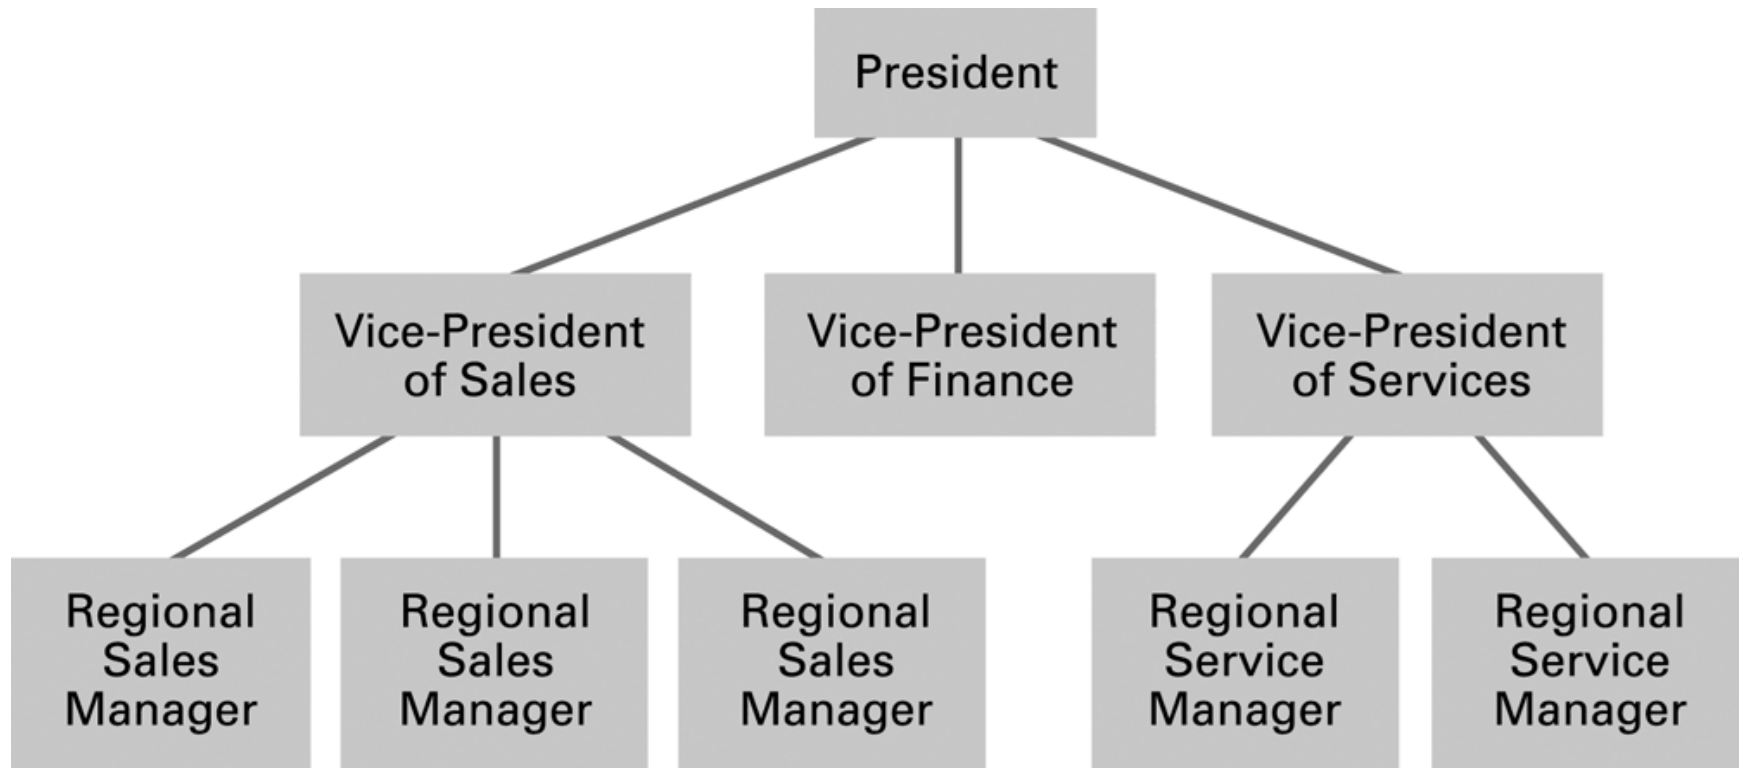 President
Vice-President
of Sales
Vice-President
of Finance
Vice-President
of Services
Regional
Sales
Manager
Regional
Sales
Manager
Regional
Sales
Manager
Regional
Service
Manager
Regional
Service
Manager